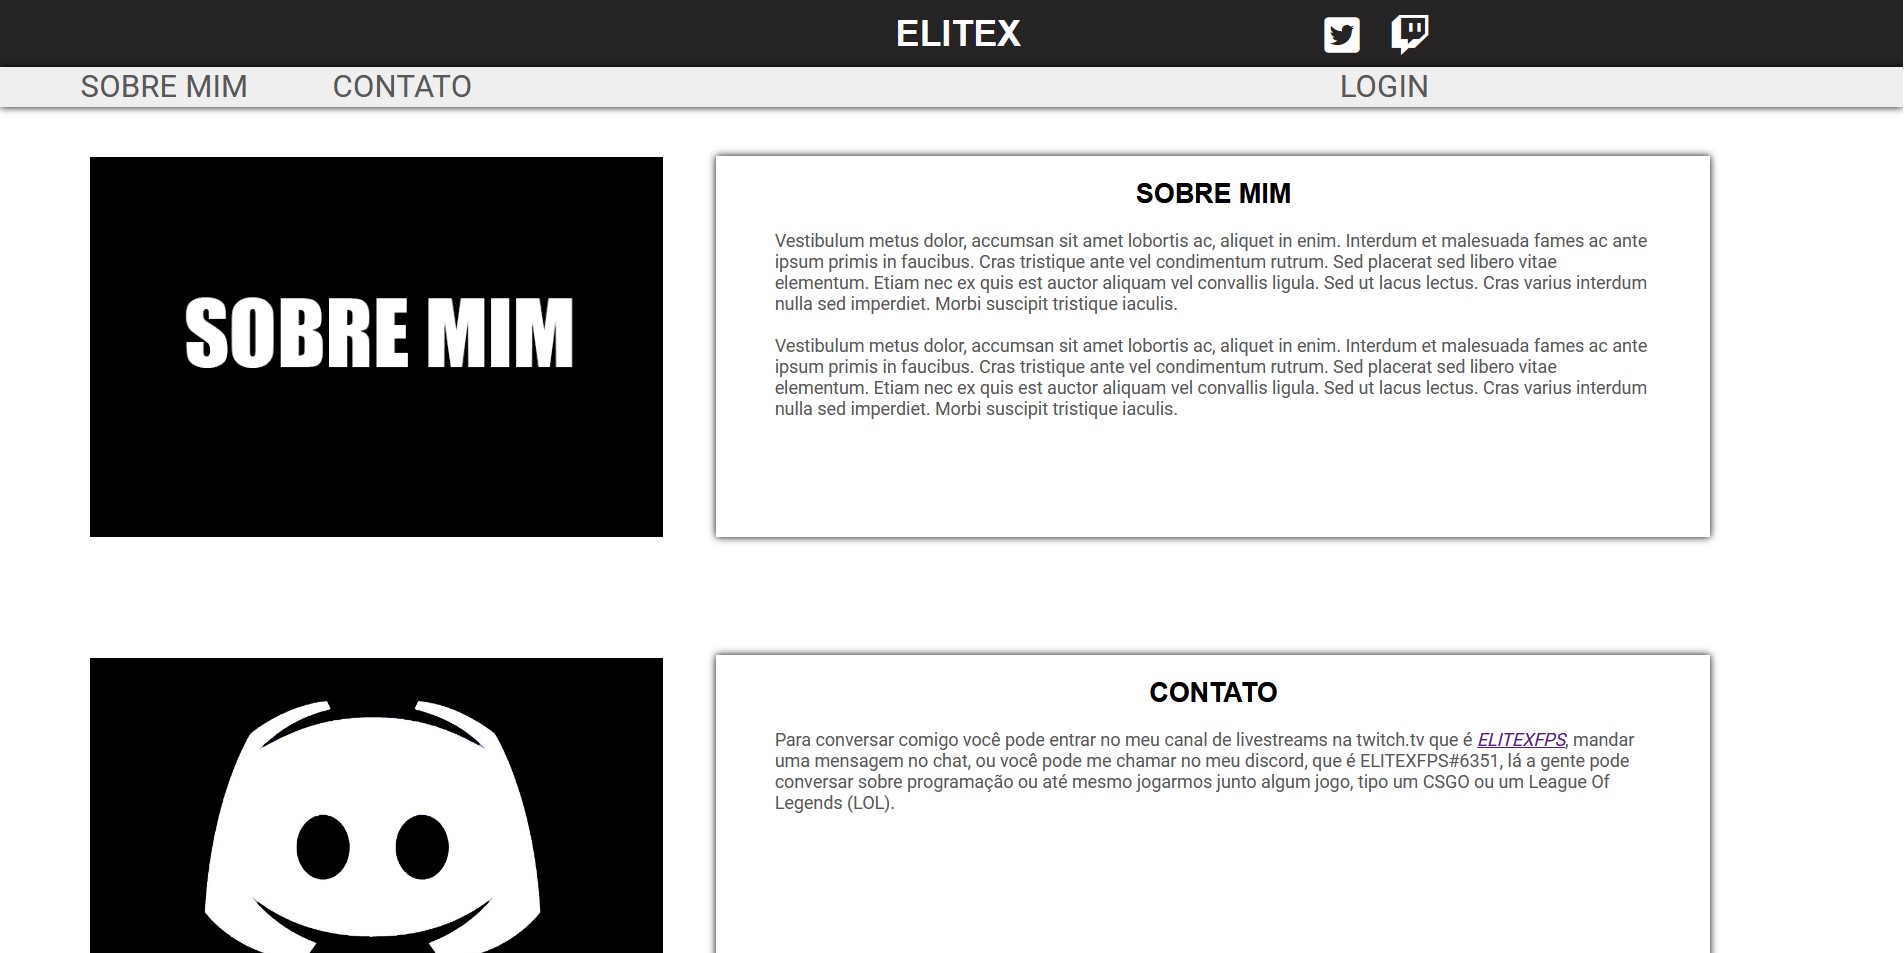 ELITEX
SOBRE MIM CONTATO LOGIN
SOBRE MIM
SOBRE MIM
Vestibulum metus dolor, accumsan sit amet lobortis ac, aliquet in enim. Interdum et malesuada fames ac ante
ipsum primis in faucibus. Cras tristique ante vel condimentum rutrum. Sed placerat sed libero vitae
elementum. Etiam nec ex quis est auctor aliquam vel convallis ligula. Sed ut lacus lectus. Cras varius interdum
nulla sed imperdiet. Morbi suscipit tristique iaculis.
Vestibulum metus dolor, accumsan sit amet lobortis ac, aliquet in enim. Interdum et malesuada fames ac ante
ipsum primis in faucibus. Cras tristique ante vel condimentum rutrum. Sed placerat sed libero vitae
elementum. Etiam nec ex quis est auctor aliquam vel convallis ligula. Sed ut lacus lectus. Cras varius interdum
nulla sed imperdiet. Morbi suscipit tristique iaculis.
CONTATO
Para conversar comigo você pode entrar no meu canal de livestreams na twitch.tv que é ELITEXFPS, mandar
uma mensagem no chat, ou você pode me chamar no meu discord, que é ELITEXFPS#6351, lá a gente pode
conversar sobre programação ou até mesmo jogarmos junto algum jogo, tipo um CSGO ou um League Of
Legends (LOL).